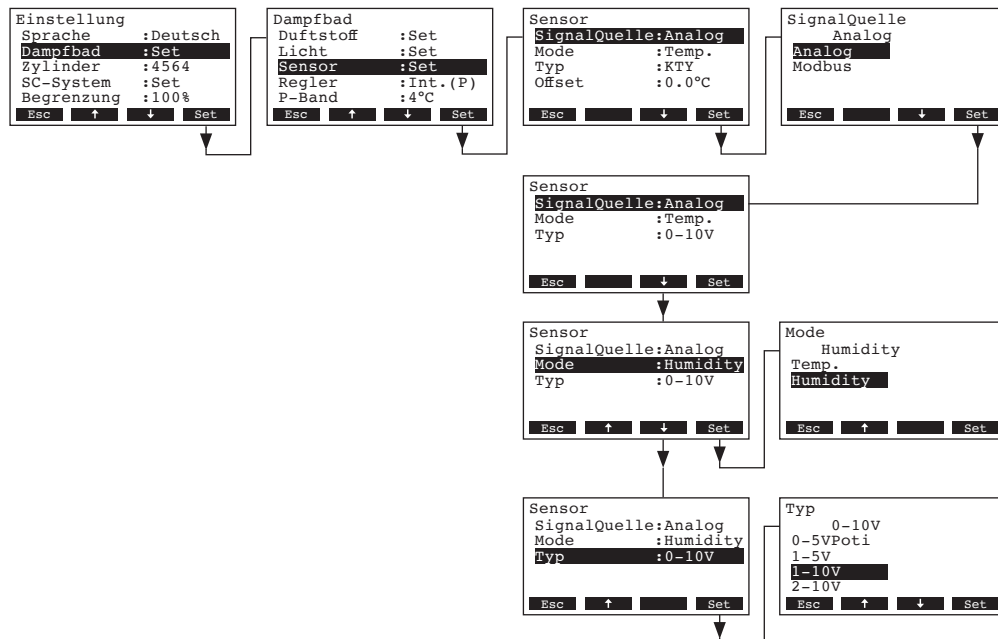 Einstellung
Sprache :Deutsch
Dampfbad :Set
Zylinder :4564
SC-System :Set
Begrenzung :100%
Esc ↑ ↓ Set
Dampfbad
Duftstoff :Set
Licht :Set
Sensor :Set
Regler :Int.(P)
P-Band :4°C
Esc ↑ ↓ Set
Sensor
SignalQuelle:Analog
Mode :Temp.
Typ :KTY
Offset :0.0°C
Esc ↓ Set
SignalQuelle
Analog
Analog
Modbus
Esc ↓ Set
Sensor
SignalQuelle:Analog
Mode :Temp.
Typ :0-10V
Esc ↓ Set
Sensor
SignalQuelle:Analog
Mode :Humidity
Typ :0-10V
Esc ↑ ↓ Set
Mode
Humidity
Temp.
Humidity
Esc ↑ Set
Sensor
SignalQuelle:Analog
Mode :Humidity
Typ :0-10V
Esc ↑ Set
Typ
0-10V
0-5VPoti
1-5V
1-10V
2-10V
Esc ↑ ↓ Set